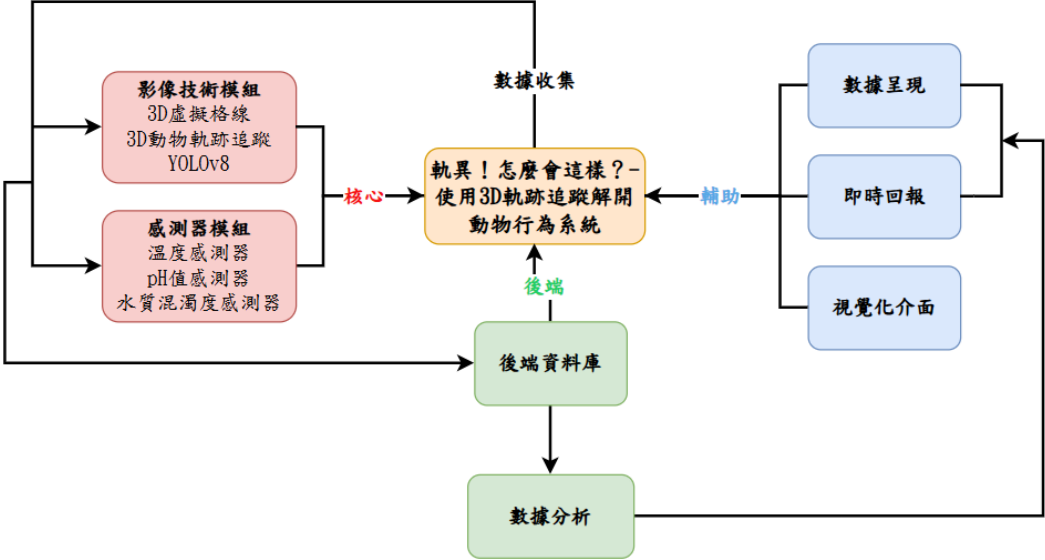 數據收集
影像技術模組
3D虛擬格線
3D動物軌跡追蹤
YOLOv8
感測器模組
溫度感測器
pH值感測器
水質混濁度感測器
核心
軌異！怎麼會這樣？-
使用3D軌跡追蹤解開
動物行為系統
輔助
數據呈現
即時回報
視覺化介面
後端
後端資料庫
數據分析